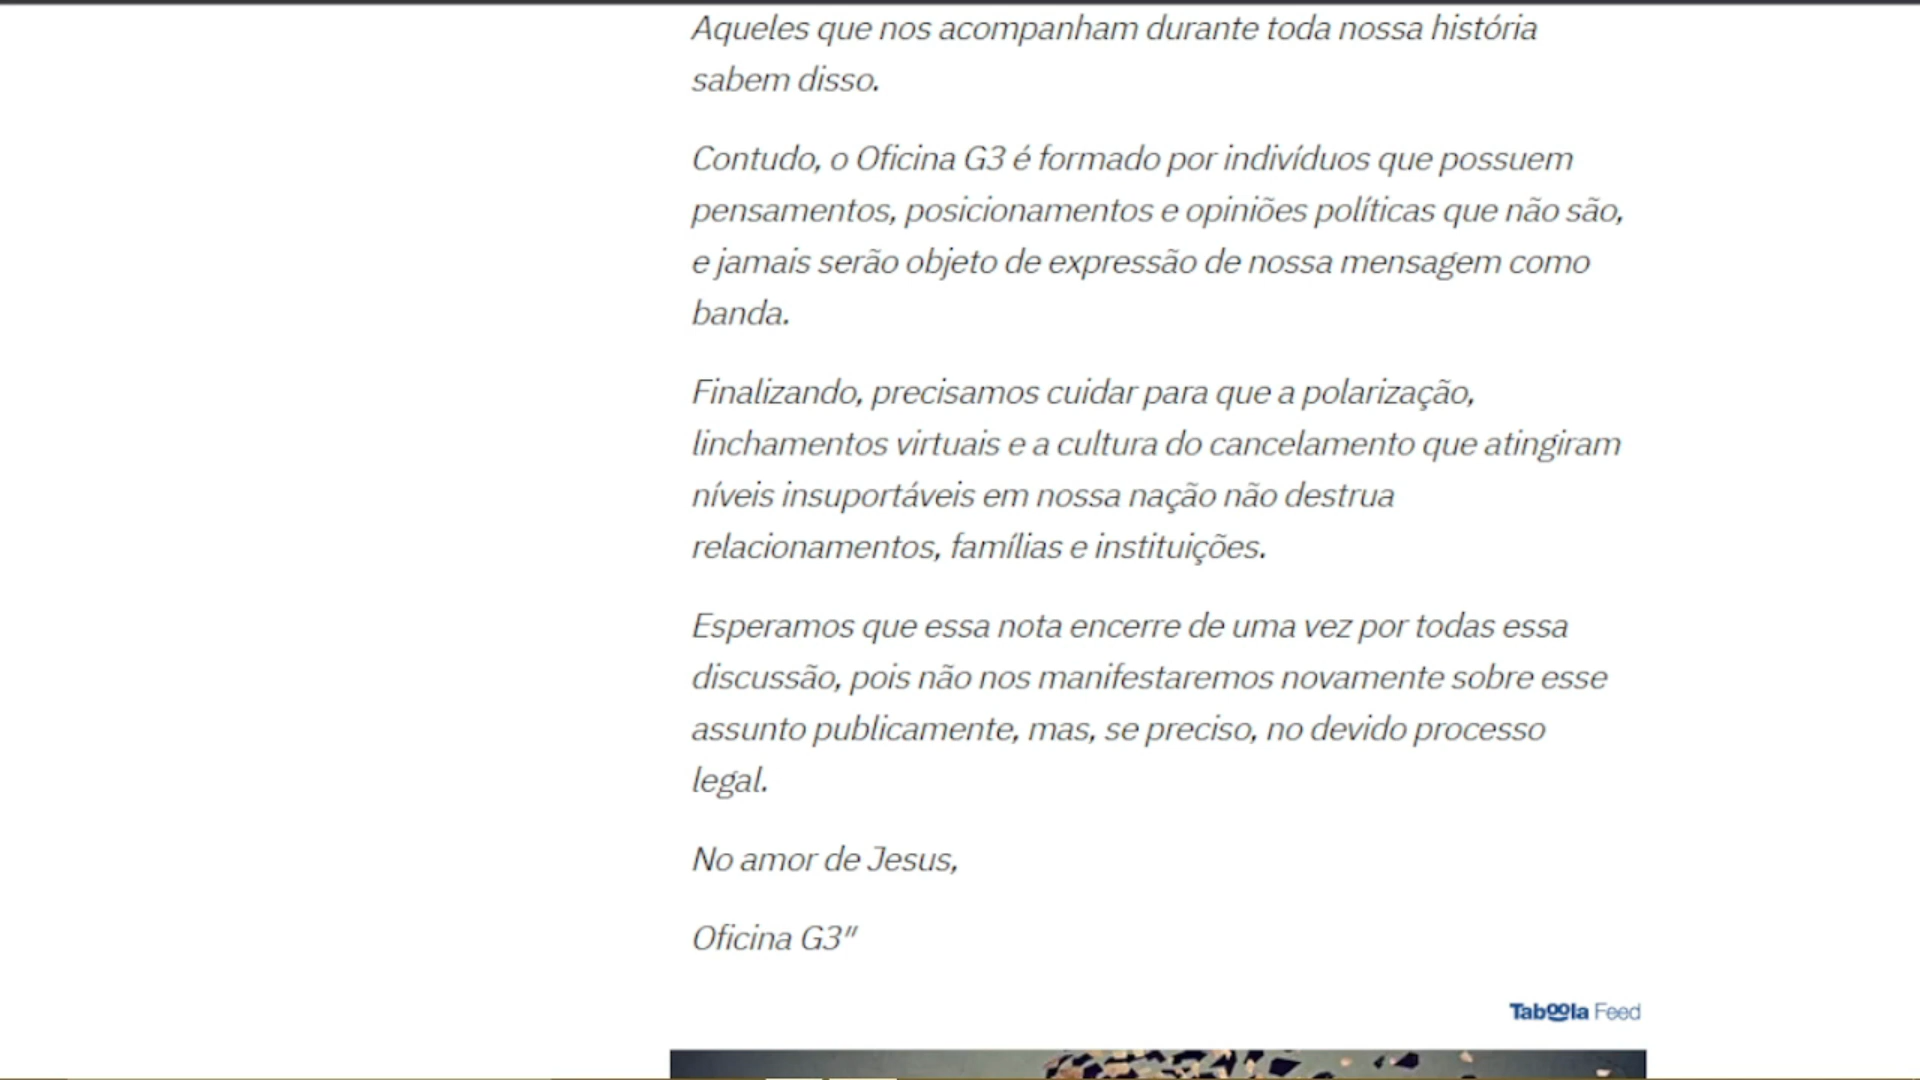 Aqueles que nos acompanham durante toda nossa história
sabem disso.
Contudo, o Oficina G3 é formado por indivíduos que possuem
pensamentos, posicionamentos e opiniões políticas que não são,
e jamais serão objeto de expressão de nossa mensagem como
banda.
Finalizando, precisamos cuidar para que a polarização,
linchamentos virtuais e a cultura do cancelamento que atingiram
níveis insuportáveis em nossa nação não destrua
relacionamentos, famílias e instituições.
Esperamos que essa nota encerre de uma vez por todas essa
discussão, pois não nos manifestaremos novamente sobre esse
assunto publicamente, mas, se preciso, no devido processo
legal.
No amor de Jesus,
Oficina G3"
Taboola Feed